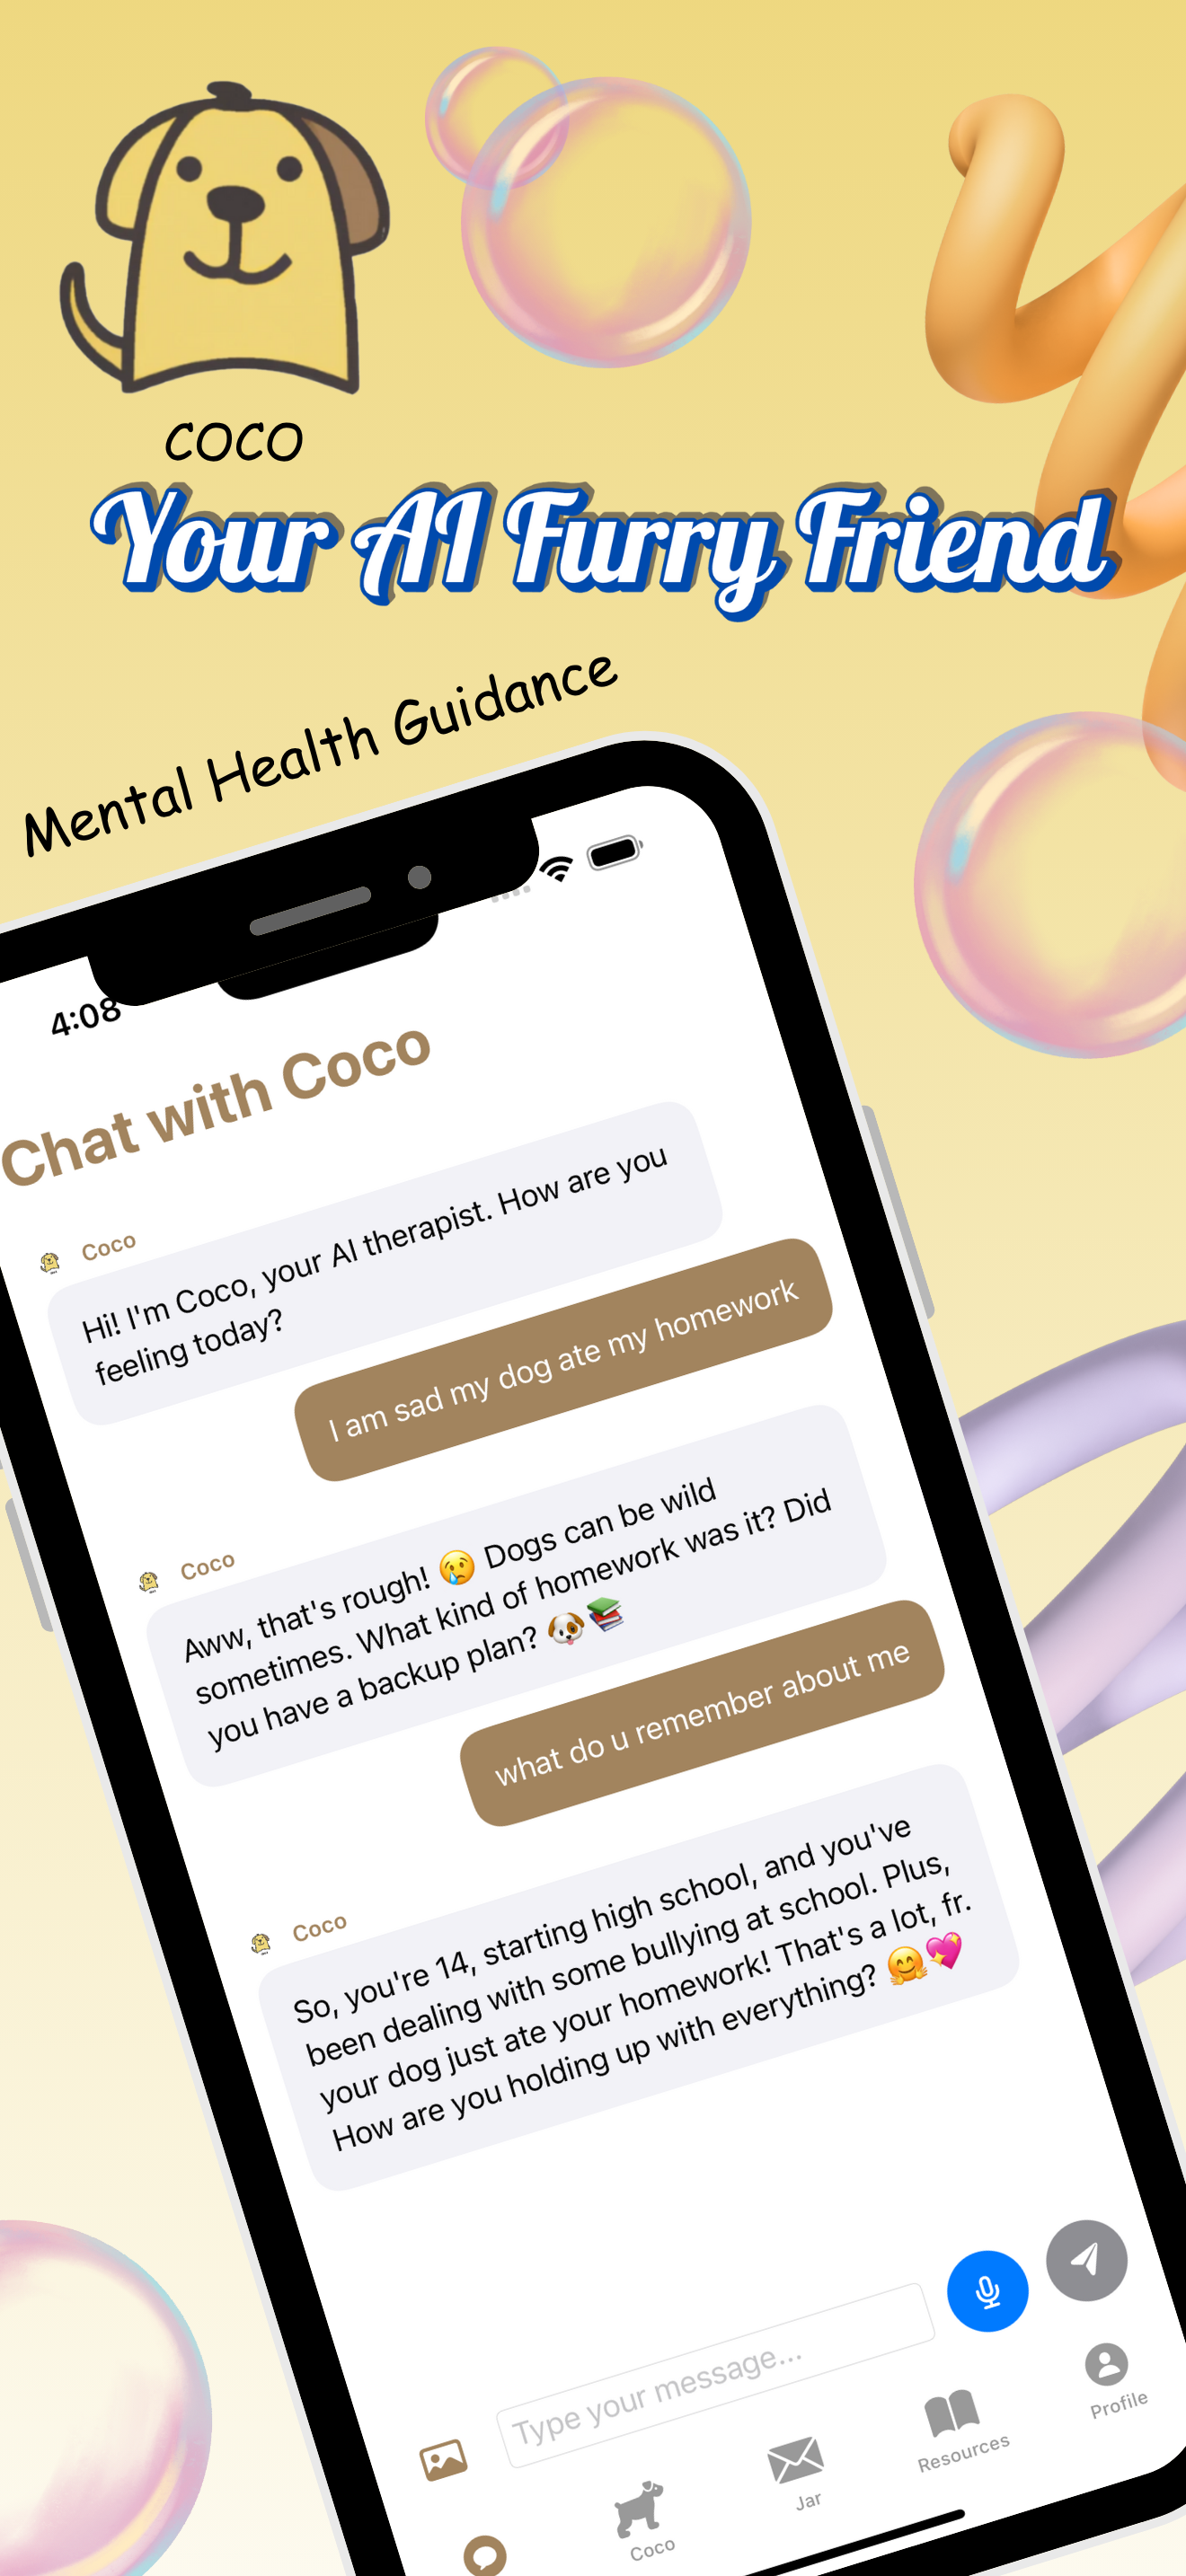 COCO
Your AI Furry Friend
Mental Health Guidance
4:08
Chat with Coco
Coco
Hi! I'm Coco, your AI therapist. How are you
feeling today?
I am sad my dog ate my homework
Coco
Aww, that's rough! 😢 Dogs can be wild
sometimes. What kind of homework was it? Did
you have a backup plan? 🐶📚
what do u remember about me
Coco
So, you're 14, starting high school, and you've
been dealing with some bullying at school. Plus,
your dog just ate your homework! That's a lot, fr.
How are you holding up with everything? 🤗💖
Type your message...
Coco
Jar
Resources
Profile